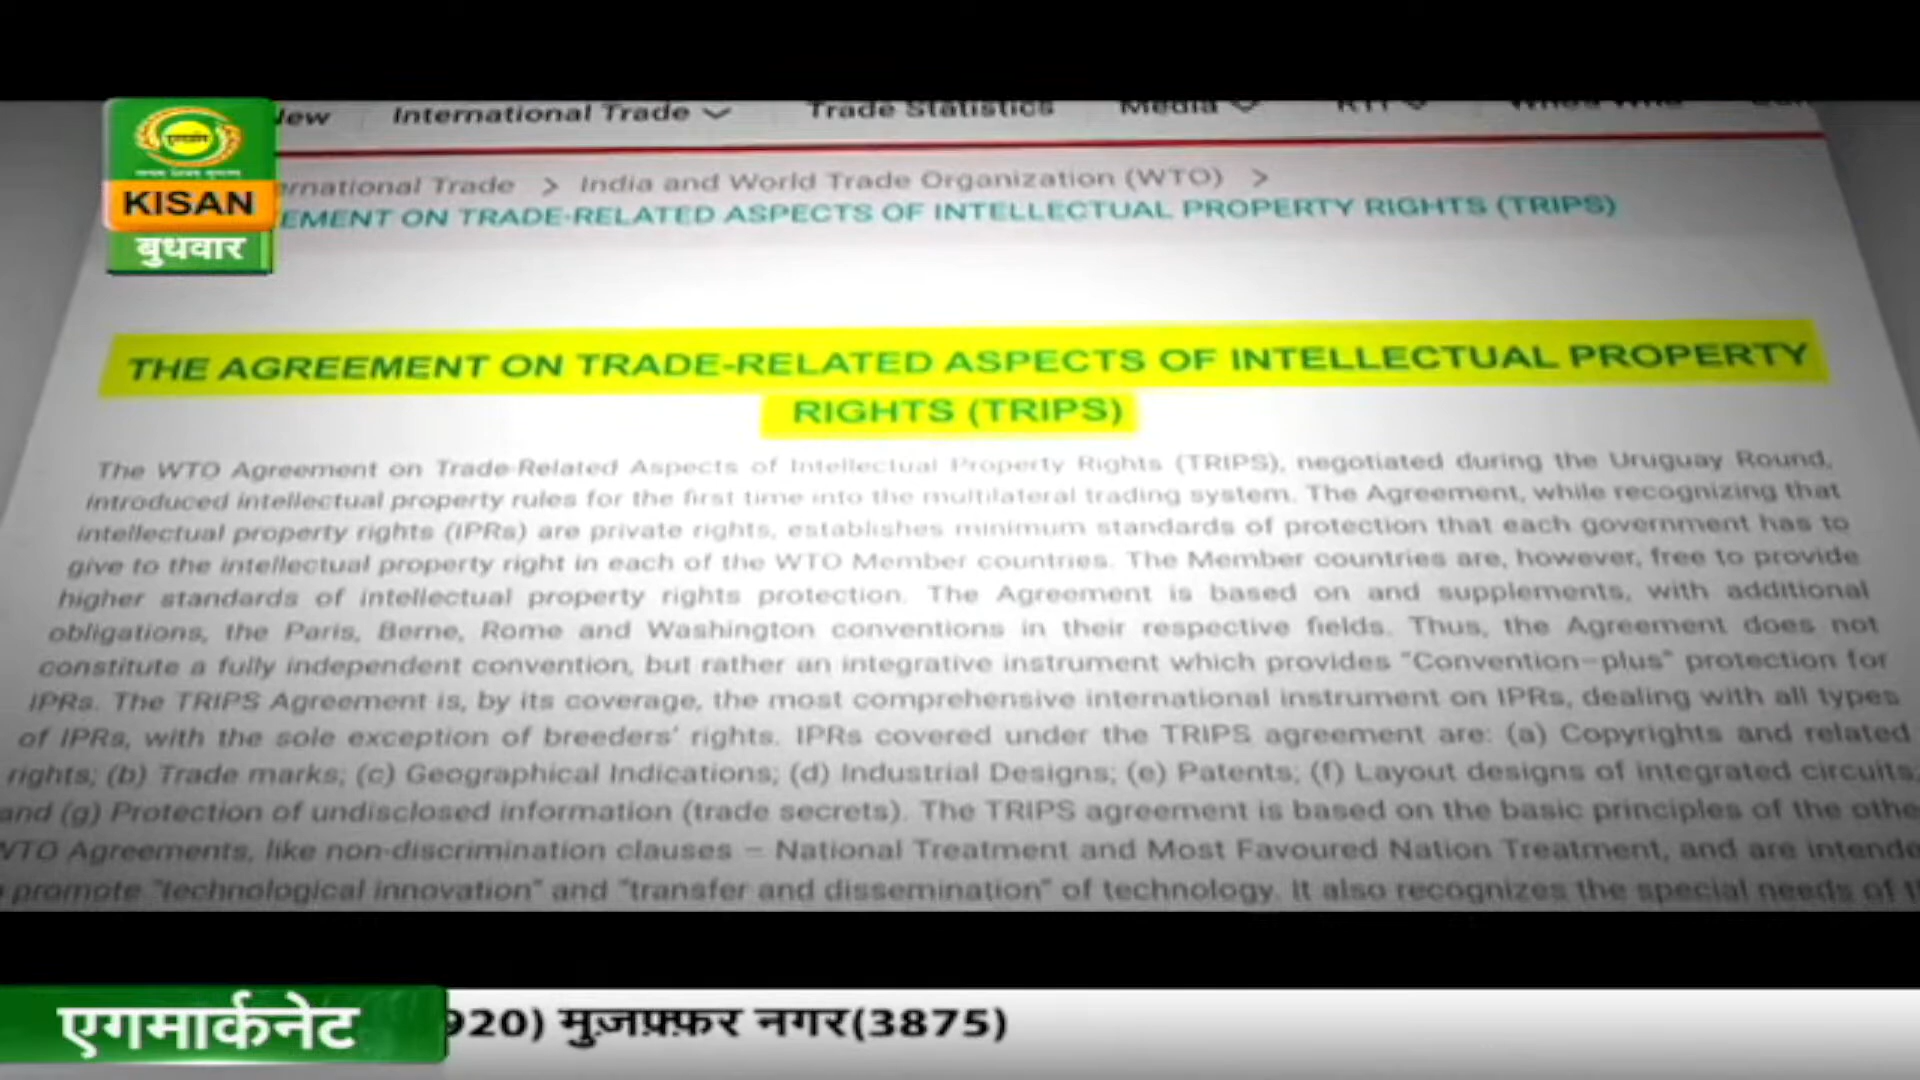 New International Trade Trade Statistics Media RTI Who's Who
KISAN
बुधवार
ernational Trade > India and World Trade Organization (WTO) >
EMENT ON TRADE-RELATED ASPECTS OF INTELLECTUAL PROPERTY RIGHTS (TRIPS)
THE AGREEMENT ON TRADE-RELATED ASPECTS OF INTELLECTUAL PROPERTY
RIGHTS (TRIPS)
The WTO Agreement on Trade-Related Aspects of Intellectual Property Rights (TRIPS), negotiated during the Uruguay Round,
introduced intellectual property rules for the first time into the multilateral trading system. The Agreement, while recognizing that
intellectual property rights (IPRs) are private rights, establishes minimum standards of protection that each government has to
give to the intellectual property right in each of the WTO Member countries. The Member countries are, however, free to provide
higher standards of intellectual property rights protection. The Agreement is based on and supplements, with additional
obligations, the Paris, Berne, Rome and Washington conventions in their respective fields. Thus, the Agreement does not
constitute a fully independent convention, but rather an integrative instrument which provides "Convention-plus" protection for
IPRs. The TRIPS Agreement is, by its coverage, the most comprehensive international instrument on IPRs, dealing with all types
of IPRs, with the sole exception of breeders' rights. IPRs covered under the TRIPS agreement are: (a) Copyrights and related
rights; (b) Trade marks; (c) Geographical Indications; (d) Industrial Designs; (e) Patents; (f) Layout designs of integrated circuits;
and (g) Protection of undisclosed information (trade secrets). The TRIPS agreement is based on the basic principles of the othe
WTO Agreements, like non-discrimination clauses – National Treatment and Most Favoured Nation Treatment, and are intende
promote "technological innovation" and "transfer and dissemination" of technology. It also recognizes the special needs of t
एगमार्कनेट 920) मुज़फ़्फ़र नगर(3875)